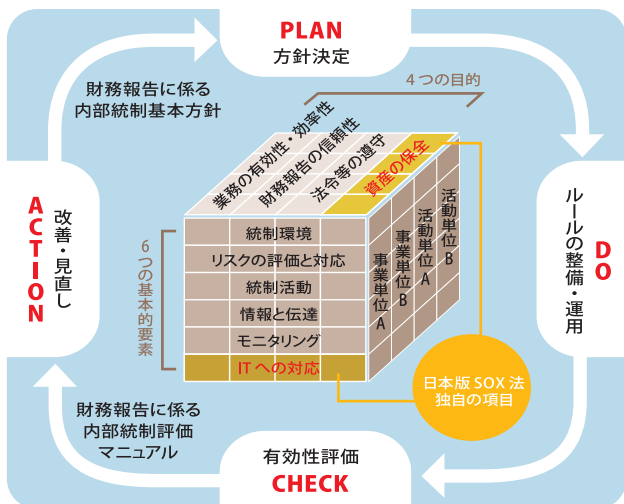 PLAN
方針決定
財務報告に係る
内部統制基本方針
4つの目的
業務の有効性・効率性
財務報告の信頼性
法令等の遵守
資産の保全
ACTION
改善・見直し
6つの基本的要素
統制環境
リスクの評価と対応
統制活動
情報と伝達
モニタリング
ITへの対応
事業単位A
事業単位B
活動単位A
活動単位B
ルールの整備・運用
DO
日本版SOX法
独自の項目
財務報告に係る
内部統制評価
マニュアル
有効性評価
CHECK